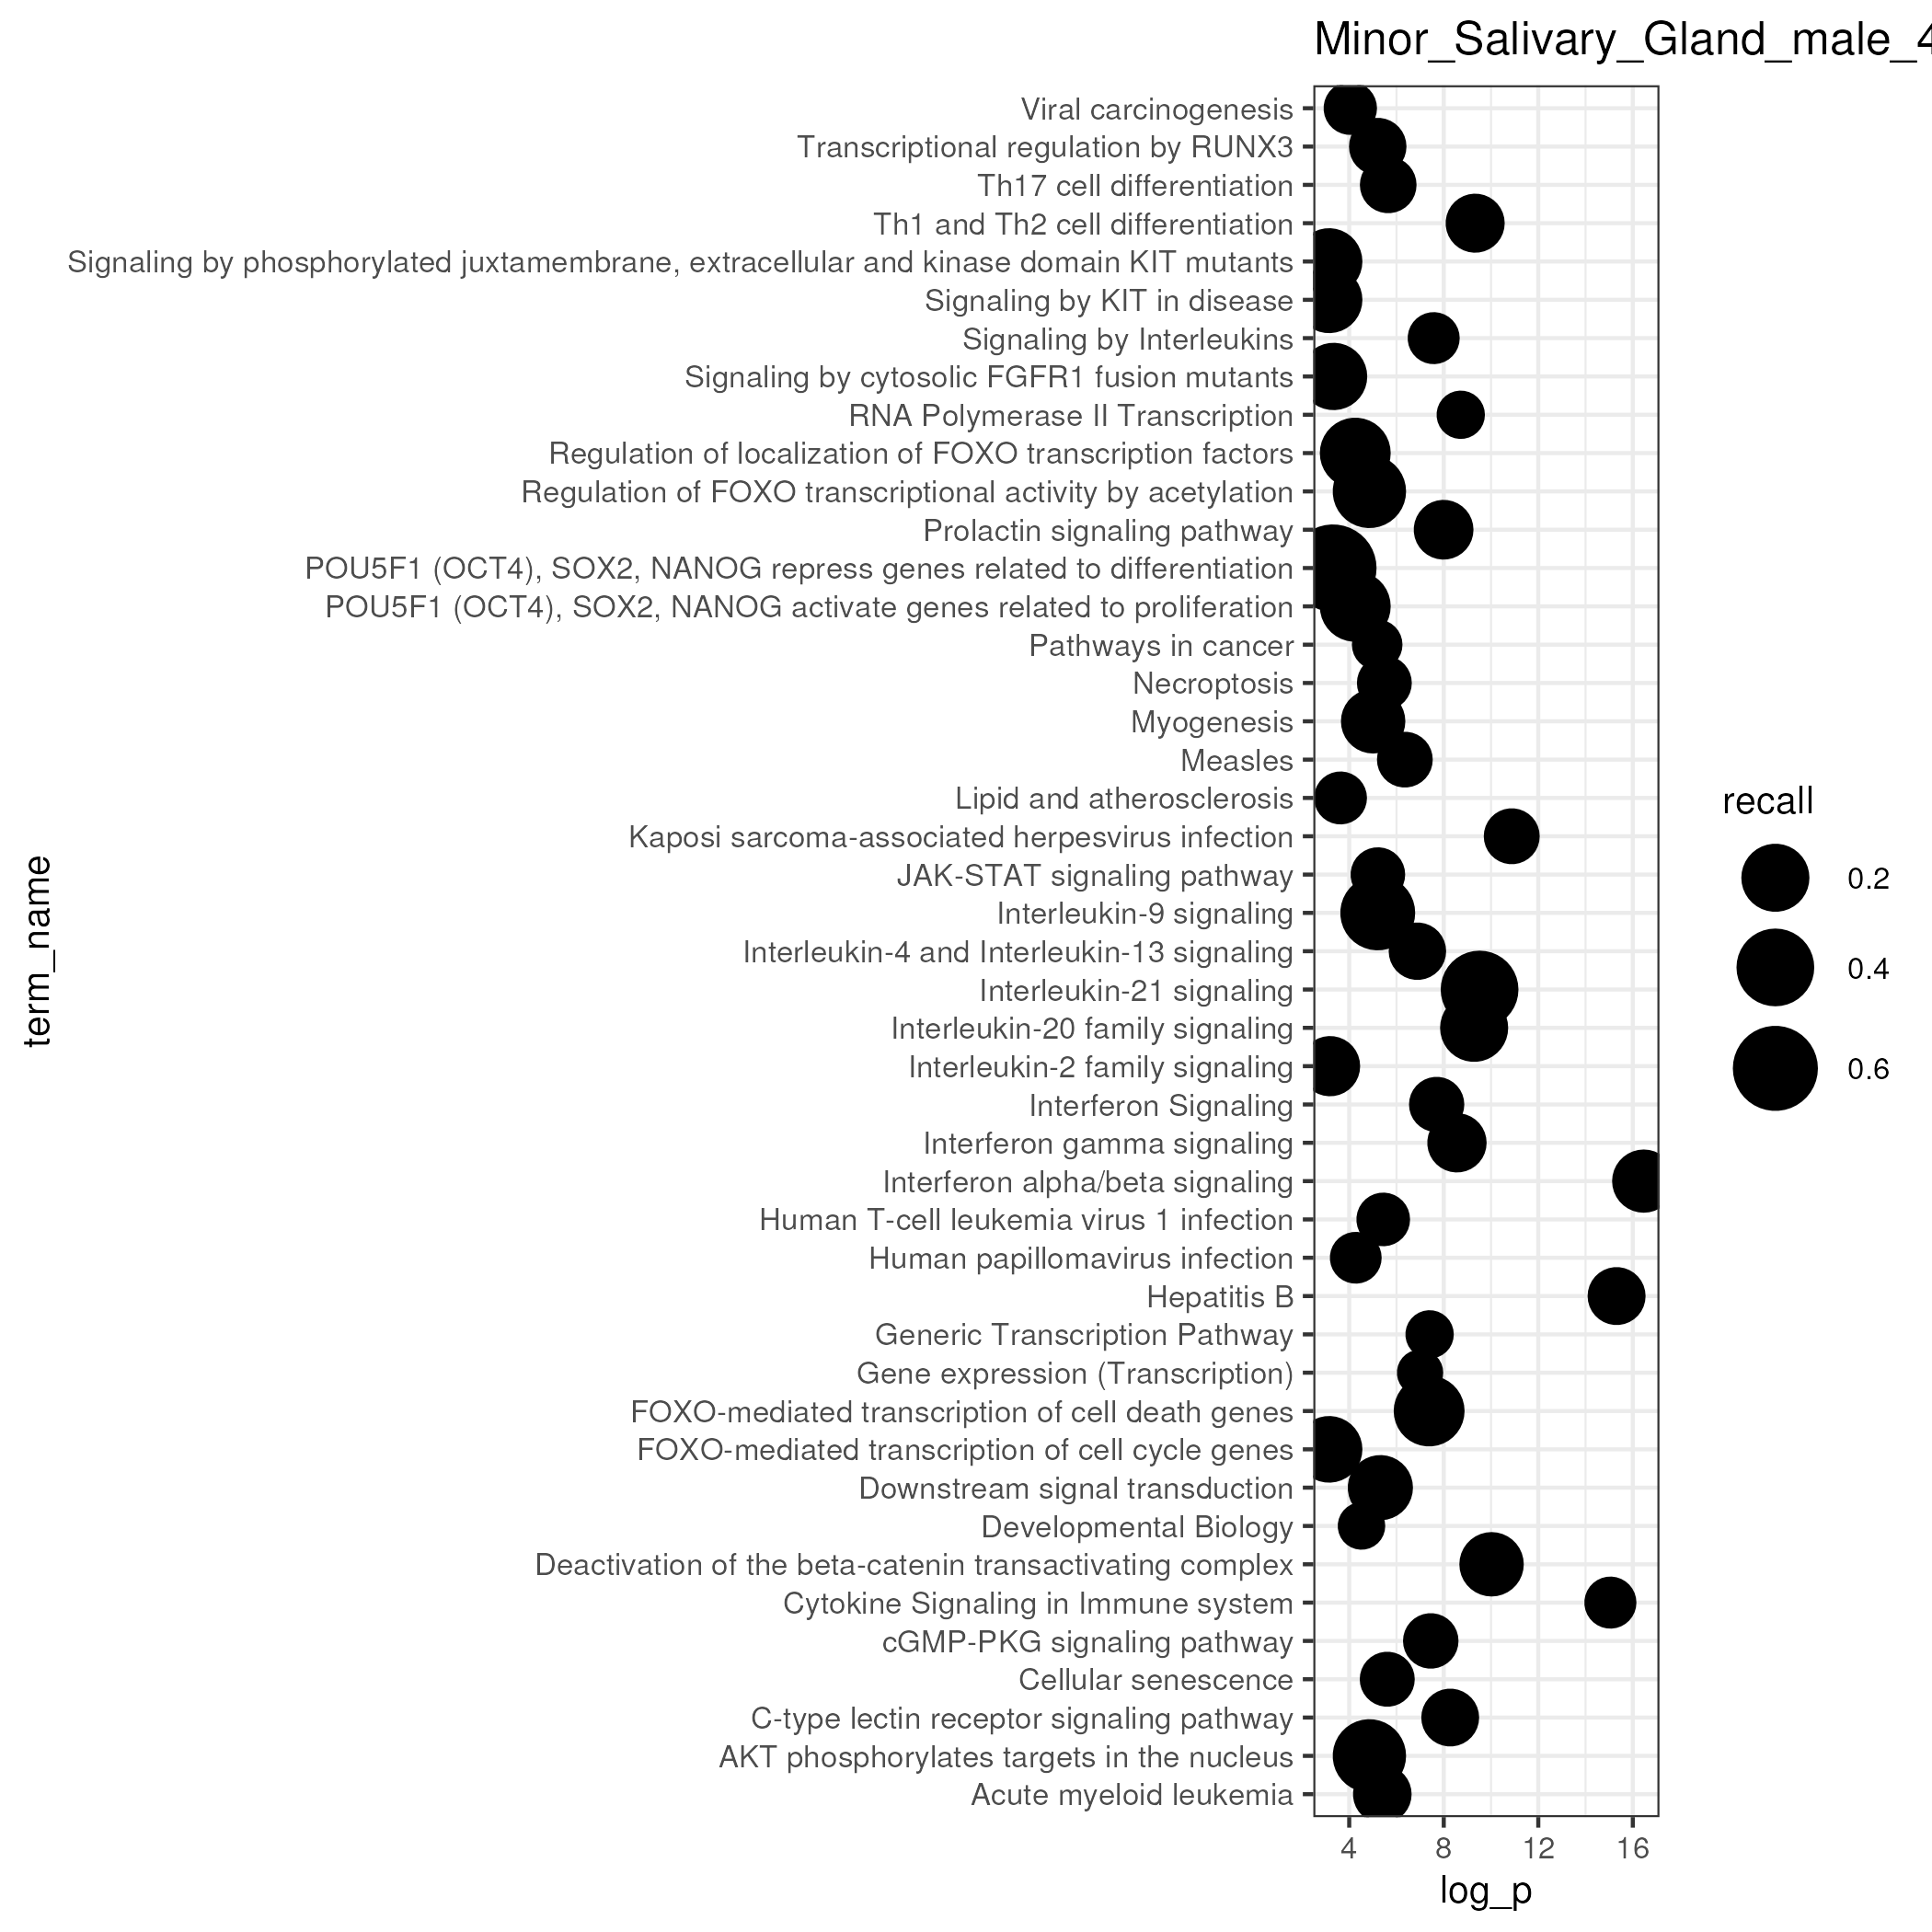 Minor_Salivary_Gland_male_4
Viral carcinogenesis
Transcriptional regulation by RUNX3
Th17 cell differentiation
Th1 and Th2 cell differentiation
Signaling by phosphorylated juxtamembrane, extracellular and kinase domain KIT mutants
Signaling by KIT in disease
Signaling by Interleukins
Signaling by cytosolic FGFR1 fusion mutants
RNA Polymerase II Transcription
Regulation of localization of FOXO transcription factors
Regulation of FOXO transcriptional activity by acetylation
Prolactin signaling pathway
POU5F1 (OCT4), SOX2, NANOG repress genes related to differentiation
POU5F1 (OCT4), SOX2, NANOG activate genes related to proliferation
Pathways in cancer
Necroptosis
Myogenesis
Measles
Lipid and atherosclerosis
Kaposi sarcoma-associated herpesvirus infection
JAK-STAT signaling pathway
Interleukin-9 signaling
Interleukin-4 and Interleukin-13 signaling
Interleukin-21 signaling
Interleukin-20 family signaling
Interleukin-2 family signaling
Interferon Signaling
Interferon gamma signaling
Interferon alpha/beta signaling
Human T-cell leukemia virus 1 infection
Human papillomavirus infection
Hepatitis B
Generic Transcription Pathway
Gene expression (Transcription)
FOXO-mediated transcription of cell death genes
FOXO-mediated transcription of cell cycle genes
Downstream signal transduction
Developmental Biology
Deactivation of the beta-catenin transactivating complex
Cytokine Signaling in Immune system
cGMP-PKG signaling pathway
Cellular senescence
C-type lectin receptor signaling pathway
AKT phosphorylates targets in the nucleus
Acute myeloid leukemia
4 8 12 16
log_p
term_name
recall
0.2
0.4
0.6